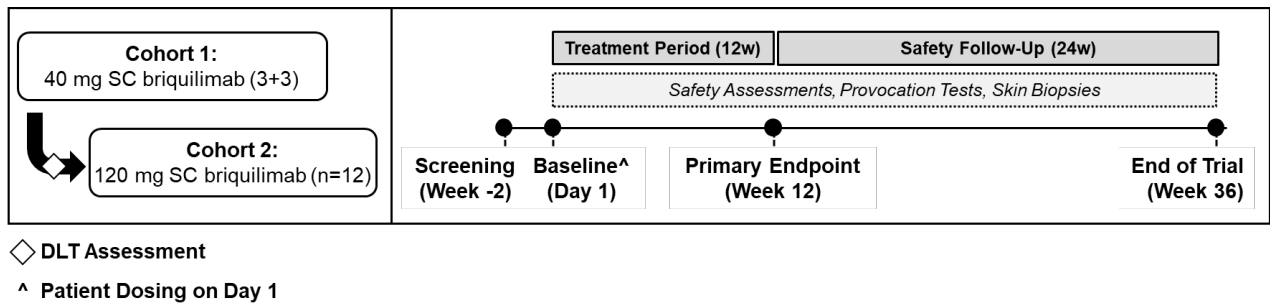 Cohort 1:
40 mg SC briquilimab (3+3)
Cohort 2:
120 mg SC briquilimab (n=12)
Treatment Period (12w)
Safety Follow-Up (24w)
Safety Assessments, Provocation Tests, Skin Biopsies
Screening
(Week -2)
Baseline^
(Day 1)
Primary Endpoint
(Week 12)
End of Trial
(Week 36)
DLT Assessment
^ Patient Dosing on Day 1